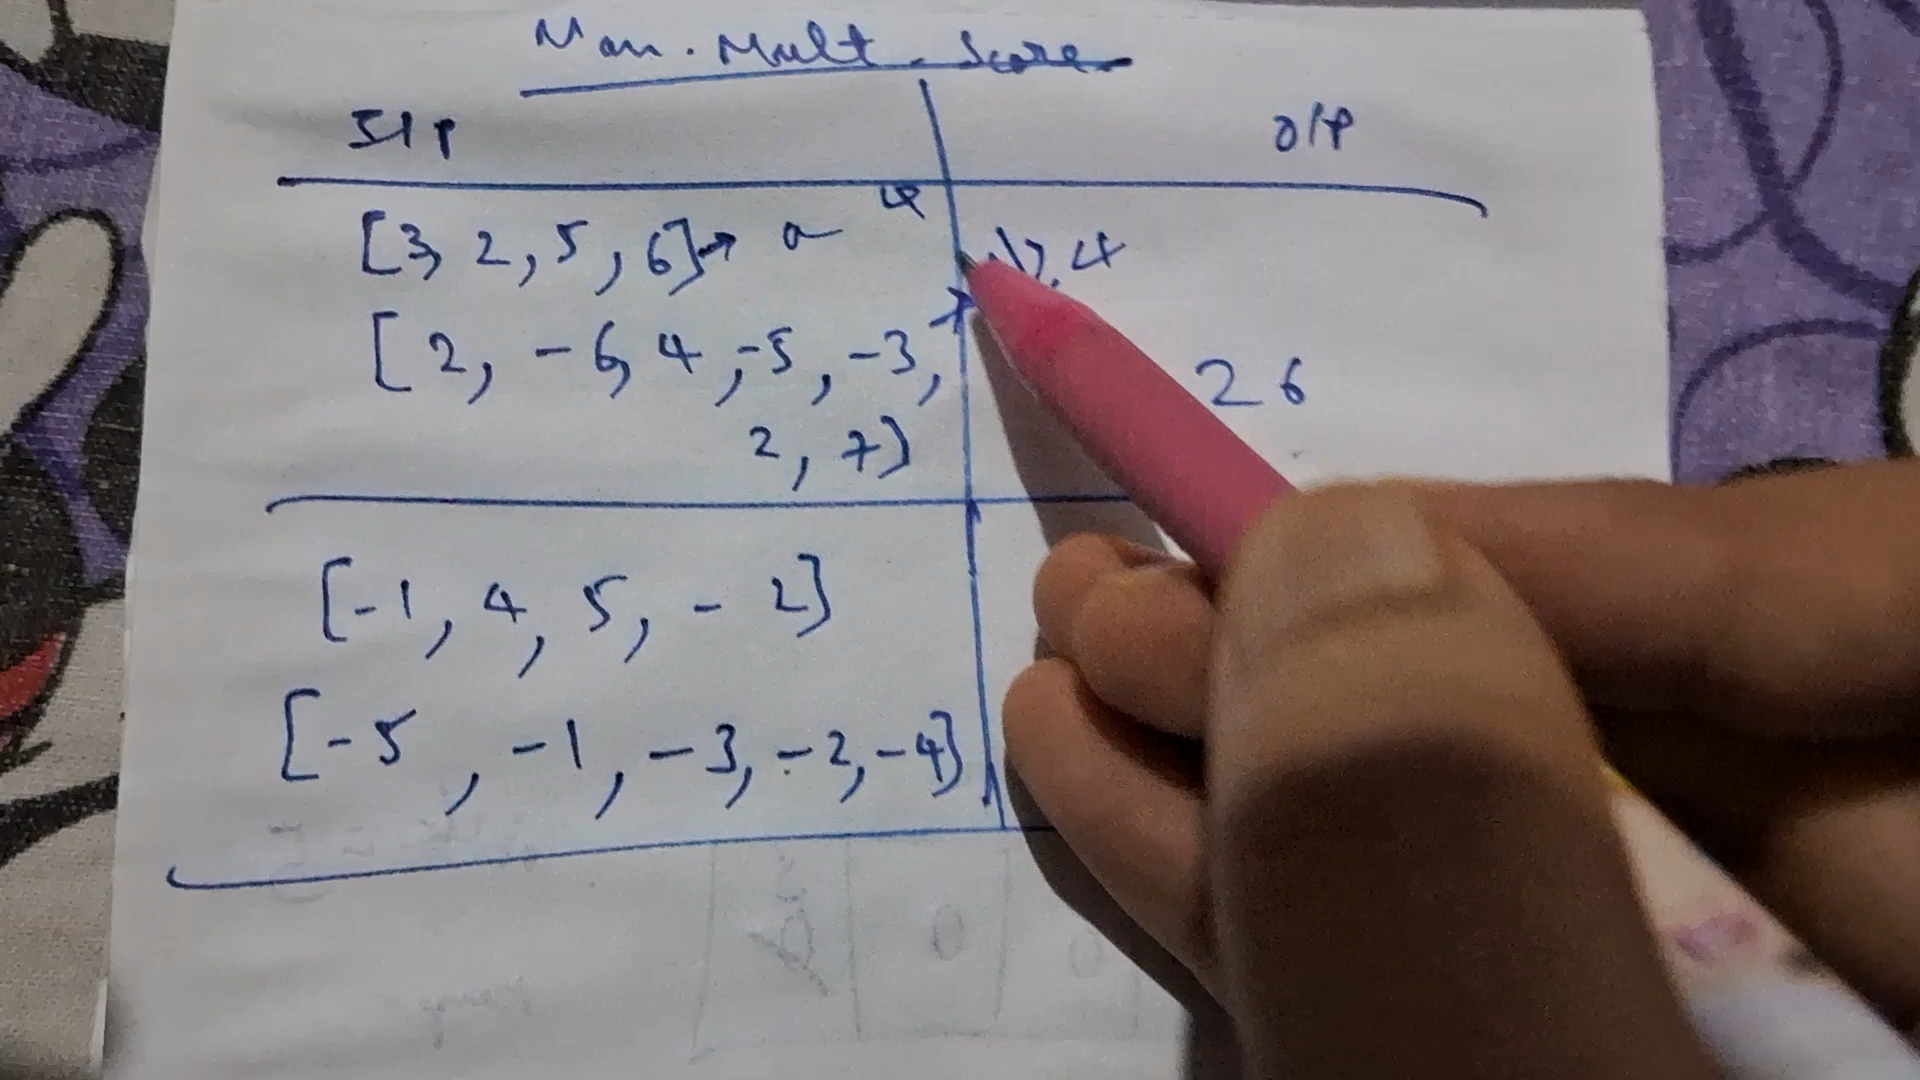 Max. Mult. Score
I/P O/P
[3, 2, 5, 6] → a 4
[2, -6, 4, -5, -3, 7 26
2, 7]
[-1, 4, 5, -2]
[-5, -1, -3, -2, -4]